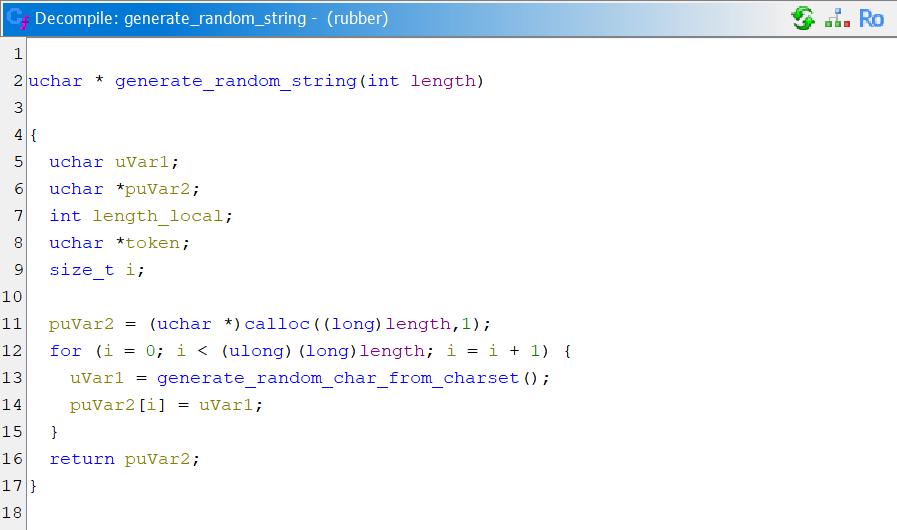 Decompile: generate_random_string - (rubber)
Ro
1
2 uchar * generate_random_string(int length)
3
4 {
5 uchar uVar1;
6 uchar *puVar2;
7 int length_local;
8 uchar *token;
9 size_t i;
10
11 puVar2 = (uchar *)calloc((long)length,1);
12 for (i = 0; i < (ulong)(long)length; i = i + 1) {
13 uVar1 = generate_random_char_from_charset();
14 puVar2[i] = uVar1;
15 }
16 return puVar2;
17 }
18